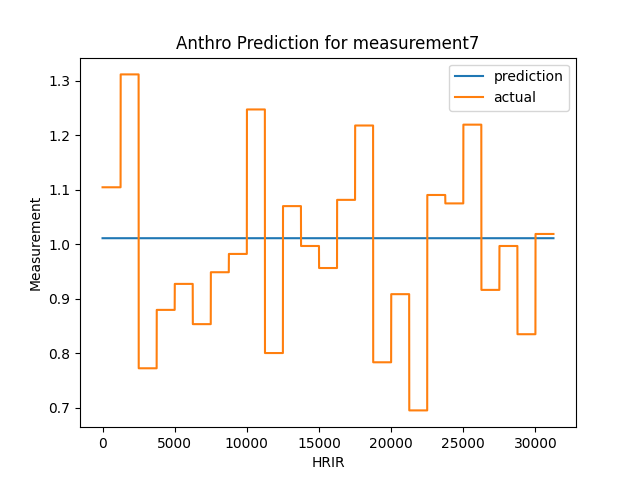 Anthro Prediction for measurement7
prediction
actual
Measurement
1.3
1.2
1.1
1.0
0.9
0.8
0.7
0 5000 10000 15000 20000 25000 30000
HRIR